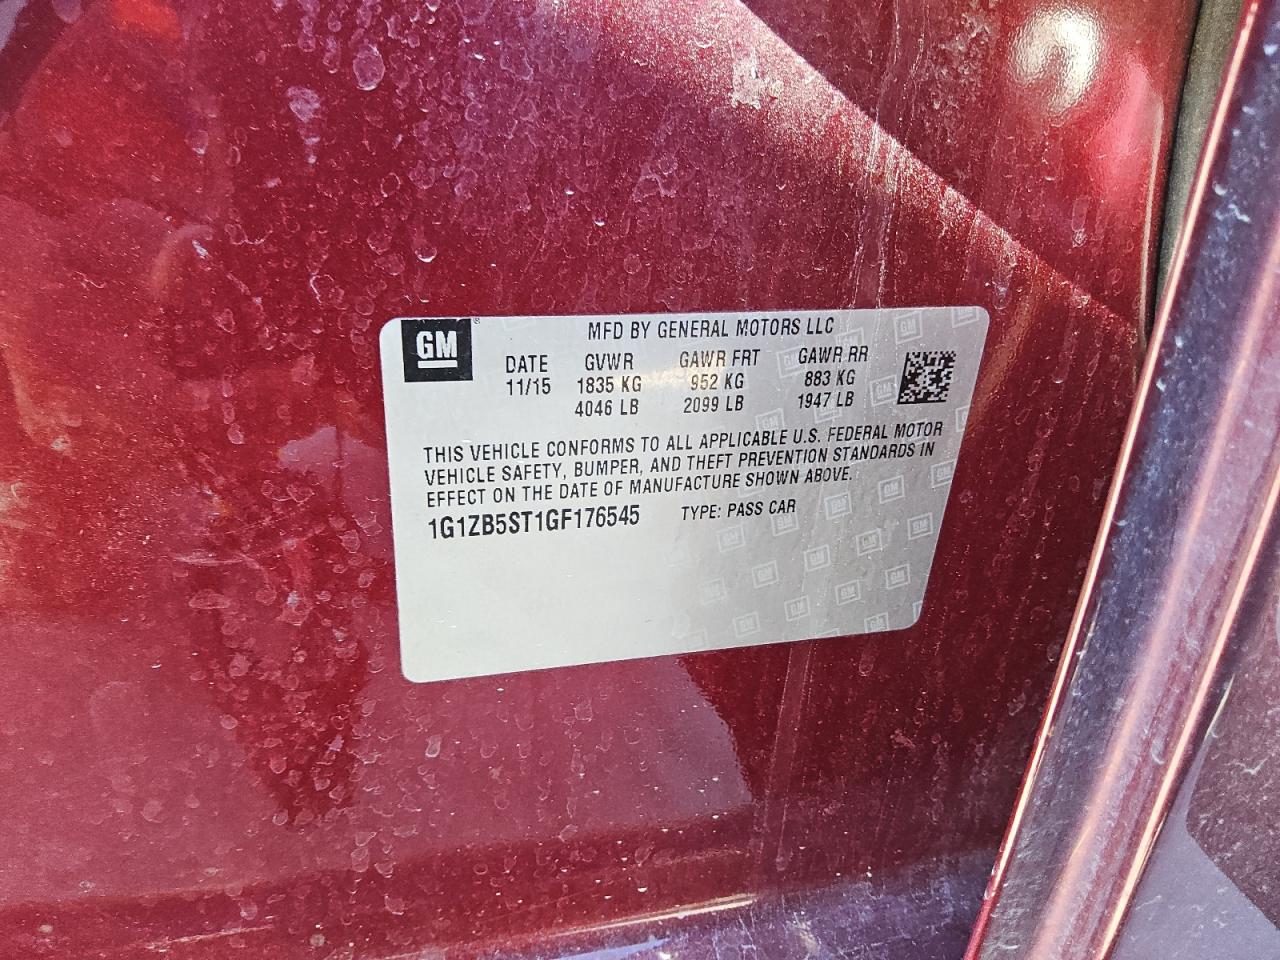 GM
MFD BY GENERAL MOTORS LLC
DATE GVWR GAWR FRT GAWR RR
11/15 1835 KG 952 KG 883 KG
4046 LB 2099 LB 1947 LB
THIS VEHICLE CONFORMS TO ALL APPLICABLE U.S. FEDERAL MOTOR
VEHICLE SAFETY, BUMPER, AND THEFT PREVENTION STANDARDS IN
EFFECT ON THE DATE OF MANUFACTURE SHOWN ABOVE.
1G1ZB5ST1GF176545 TYPE: PASS CAR